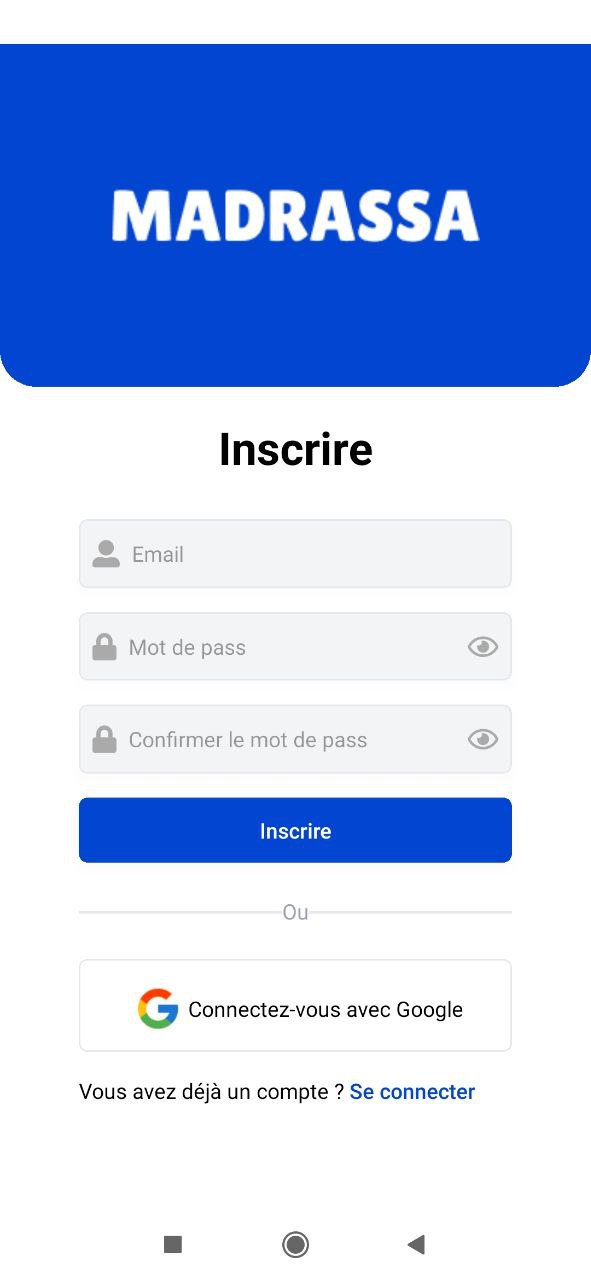 MADRASSA
Inscrire
Email
Mot de pass
Confirmer le mot de pass
Inscrire
Ou
Connectez-vous avec Google
Vous avez déjà un compte ? Se connecter